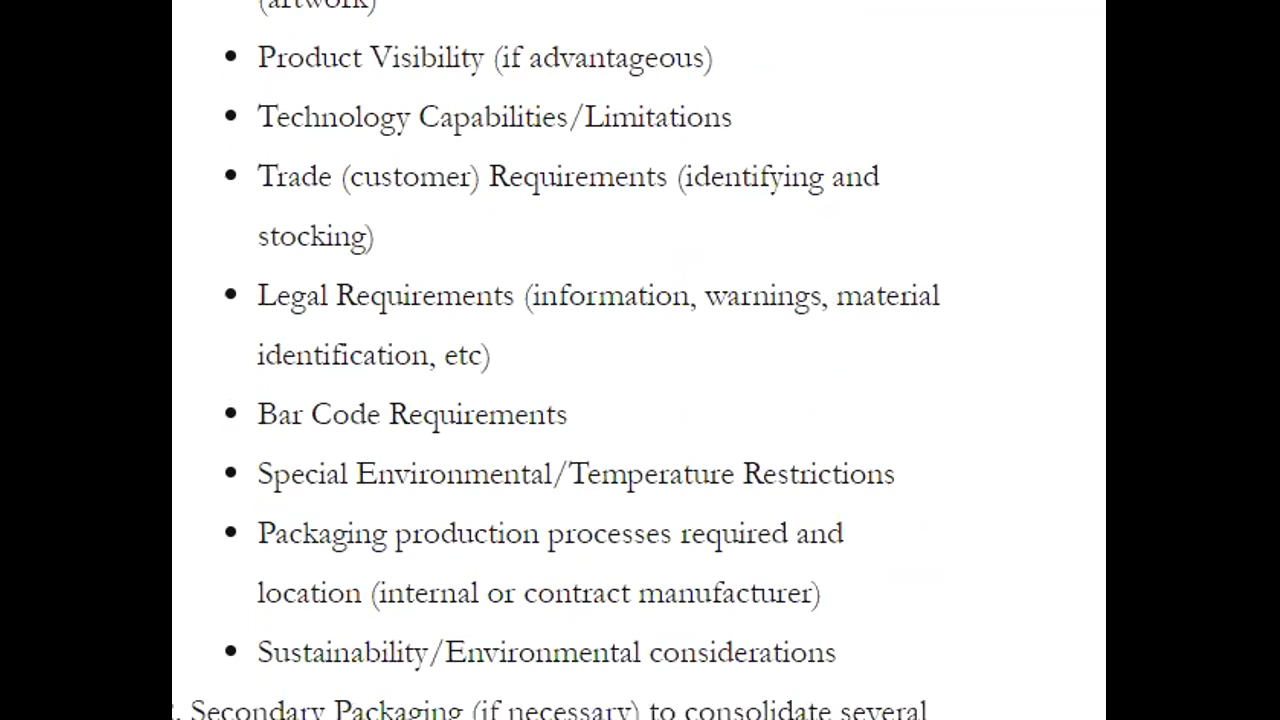 (artwork)
• Product Visibility (if advantageous)
• Technology Capabilities/Limitations
• Trade (customer) Requirements (identifying and
stocking)
• Legal Requirements (information, warnings, material
identification, etc)
• Bar Code Requirements
• Special Environmental/Temperature Restrictions
• Packaging production processes required and
location (internal or contract manufacturer)
• Sustainability/Environmental considerations
. Secondary Packaging (if necessary) to consolidate several